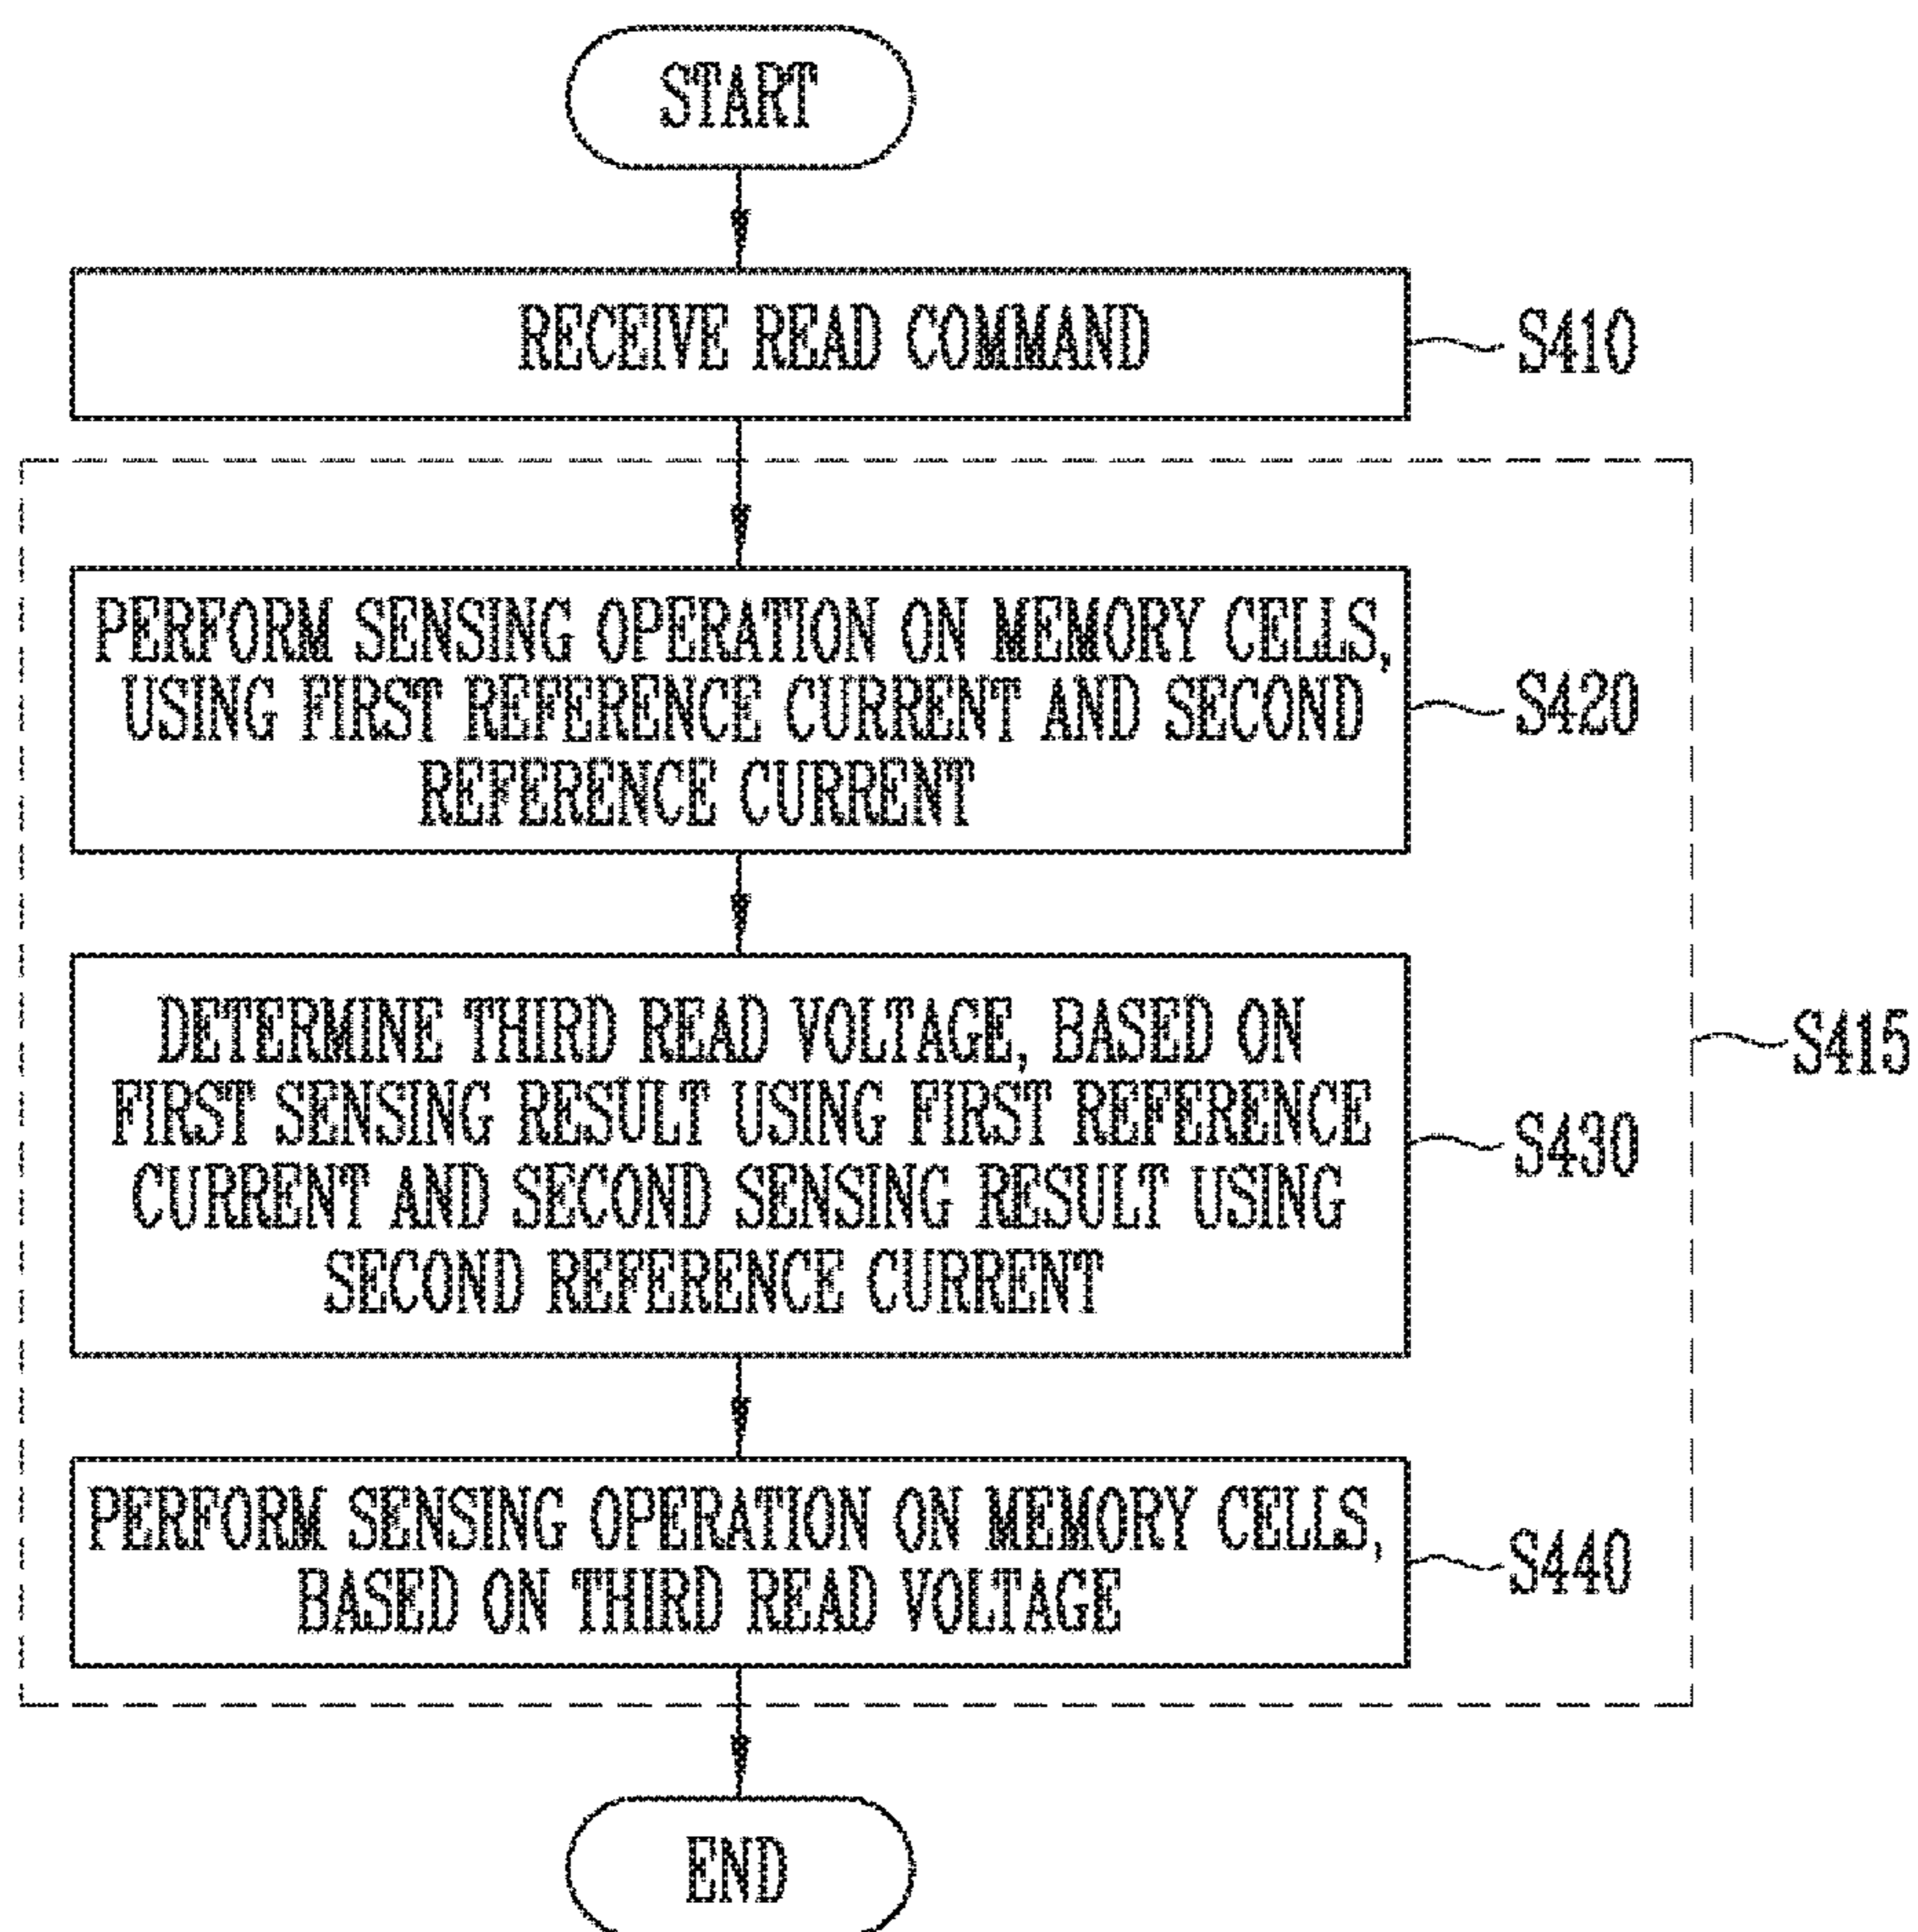 START
RECEIVE READ COMMAND
S410
PERFORM SENSING OPERATION ON MEMORY CELLS,
USING FIRST REFERENCE CURRENT AND SECOND
REFERENCE CURRENT
S420
DETERMINE THIRD READ VOLTAGE, BASED ON
FIRST SENSING RESULT USING FIRST REFERENCE
CURRENT AND SECOND SENSING RESULT USING
SECOND REFERENCE CURRENT
S430
S415
PERFORM SENSING OPERATION ON MEMORY CELLS,
BASED ON THIRD READ VOLTAGE
S440
END